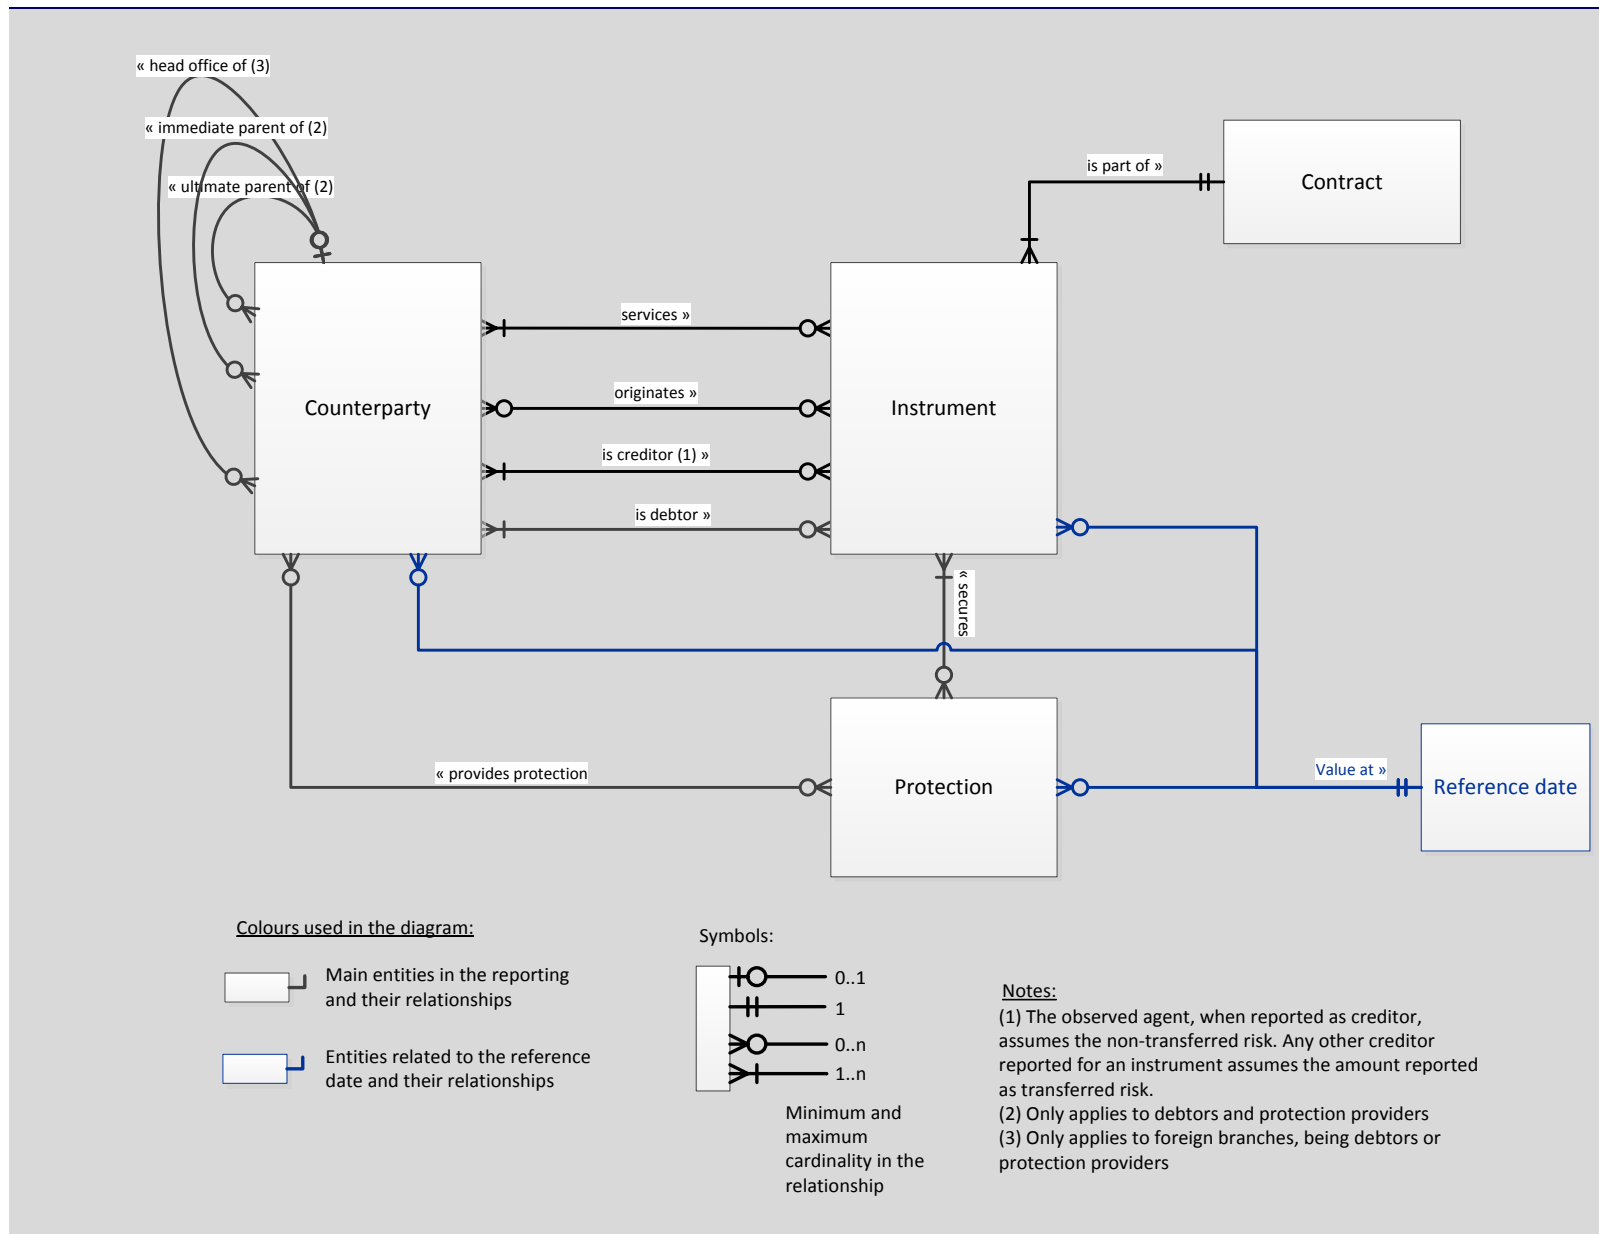 « head office of (3)
« immediate parent of (2)
« ultimate parent of (2)
is part of »
Contract
services »
originates »
is creditor (1) »
is debtor »
Counterparty
Instrument
« secures
« provides protection
Protection
Value at »
Reference date
Colours used in the diagram:
Main entities in the reporting
and their relationships
Entities related to the reference
date and their relationships
Symbols:
0..1
1
0..n
1..n
Minimum and
maximum
cardinality in the
relationship
Notes:
(1) The observed agent, when reported as creditor,
assumes the non-transferred risk. Any other creditor
reported for an instrument assumes the amount reported
as transferred risk.
(2) Only applies to debtors and protection providers
(3) Only applies to foreign branches, being debtors or
protection providers